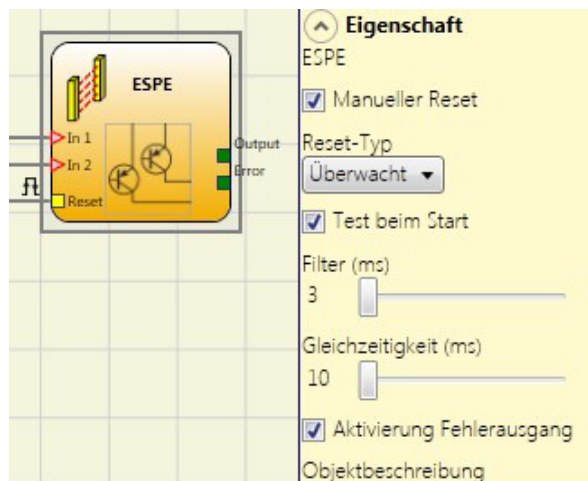 ESPE
In 1
In 2
Reset
Output
Error
Eigenschaft
ESPE
Manueller Reset
Reset-Typ
Überwacht
Test beim Start
Filter (ms)
3
Gleichzeitigkeit (ms)
10
Aktivierung Fehlerausgang
Objektbeschreibung